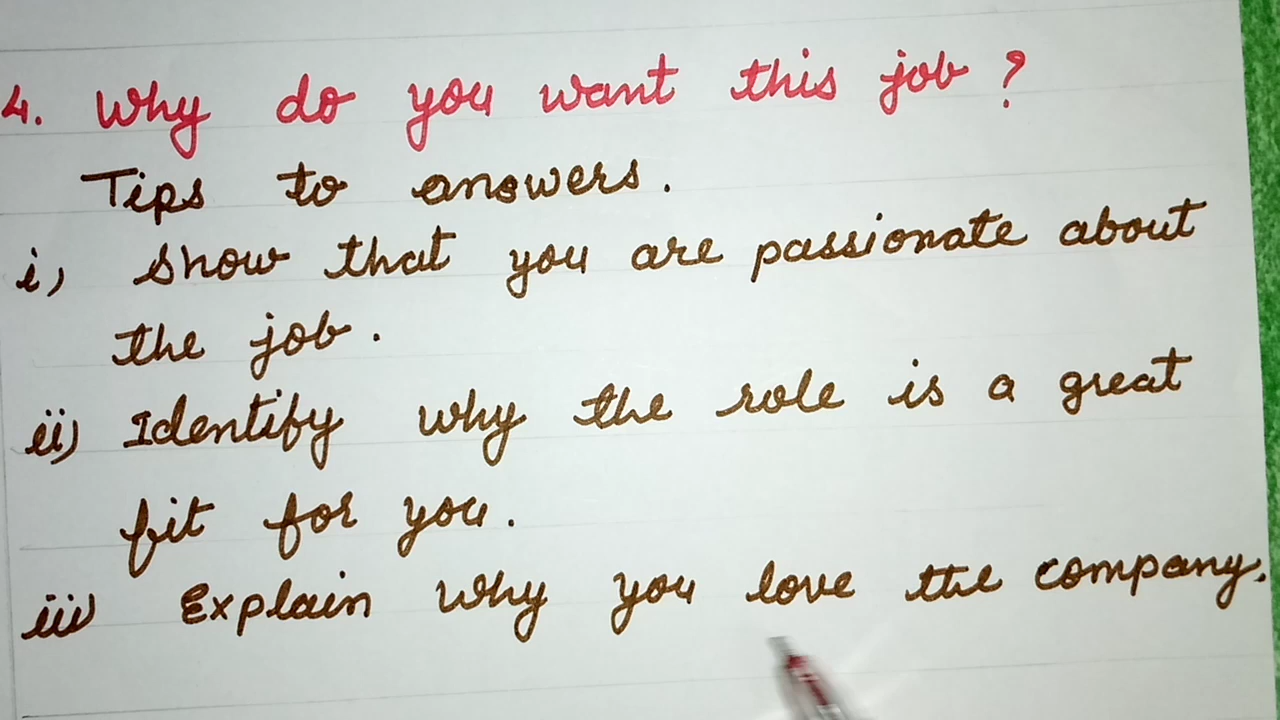 4. Why do you want this job ?
Tips to answers.
i) Show that you are passionate about
the job.
ii) Identify why the role is a great
fit for you.
iii) Explain why you love the company.